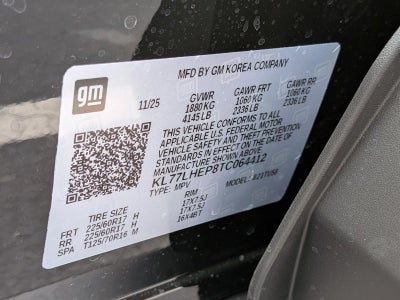 gm
MFD BY GM KOREA COMPANY
11/25 GVWR GAWR FRT GAWR RR
1880 KG 1060 KG 1060 KG
4145 LB 2336 LB 2336 LB
THIS VEHICLE CONFORMS TO ALL
APPLICABLE U.S. FEDERAL MOTOR
VEHICLE SAFETY AND THEFT PREVENTION
STANDARDS IN EFFECT ON THE DATE OF
MANUFACTURE SHOWN ABOVE.
KL77LHEP8TC064412
TYPE: MPV MODEL: 821TUS8
TIRE SIZE RIM
FRT 225/60R17 H 17X7.5J
RR 225/60R17 H 17X7.5J
SPA T125/70R16 M 16X4BT